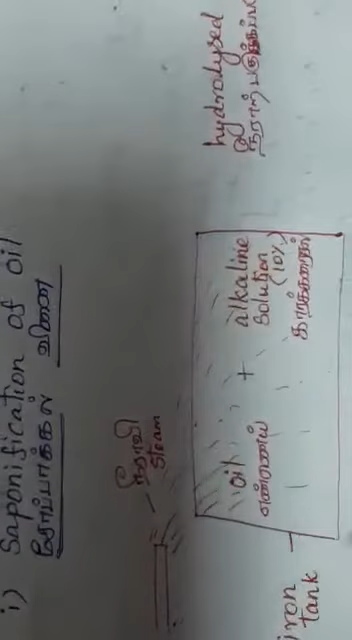 i) Saponification of oil
சோப்பாக்கல் வினை
நீராவி
Steam
oil + alkaline
solution
(10%)
எண்ணெய்
காரக்கரைசல்
iron
tank
hydrolysed